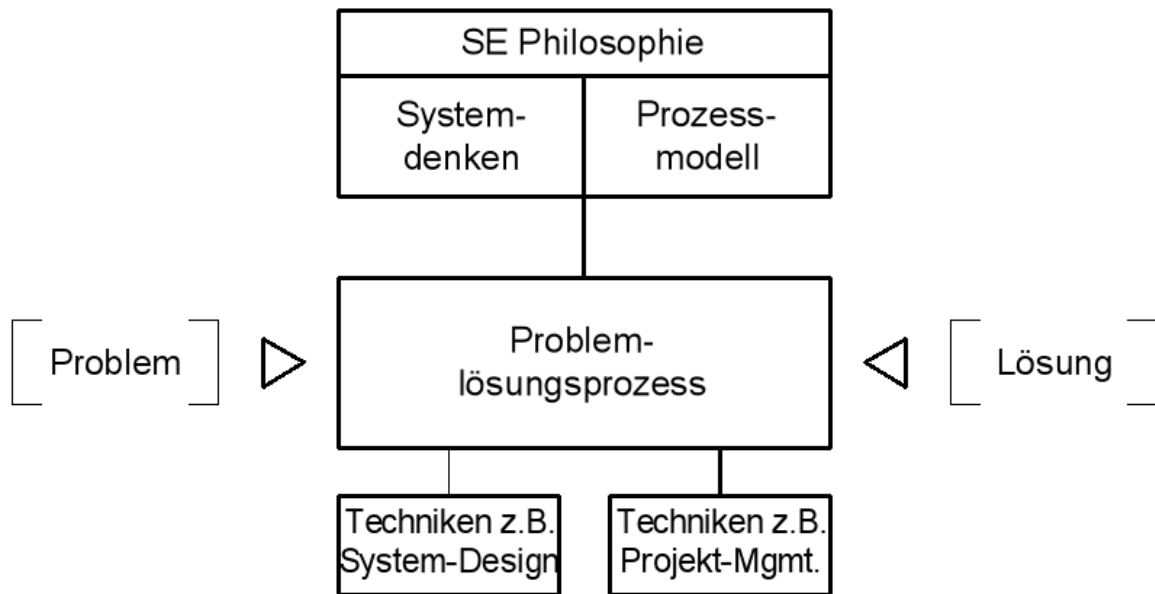 SE Philosophie
System-
denken
Prozess-
modell
Problem
Problem-
lösungsprozess
Lösung
Techniken z.B.
System-Design
Techniken z.B.
Projekt-Mgmt.